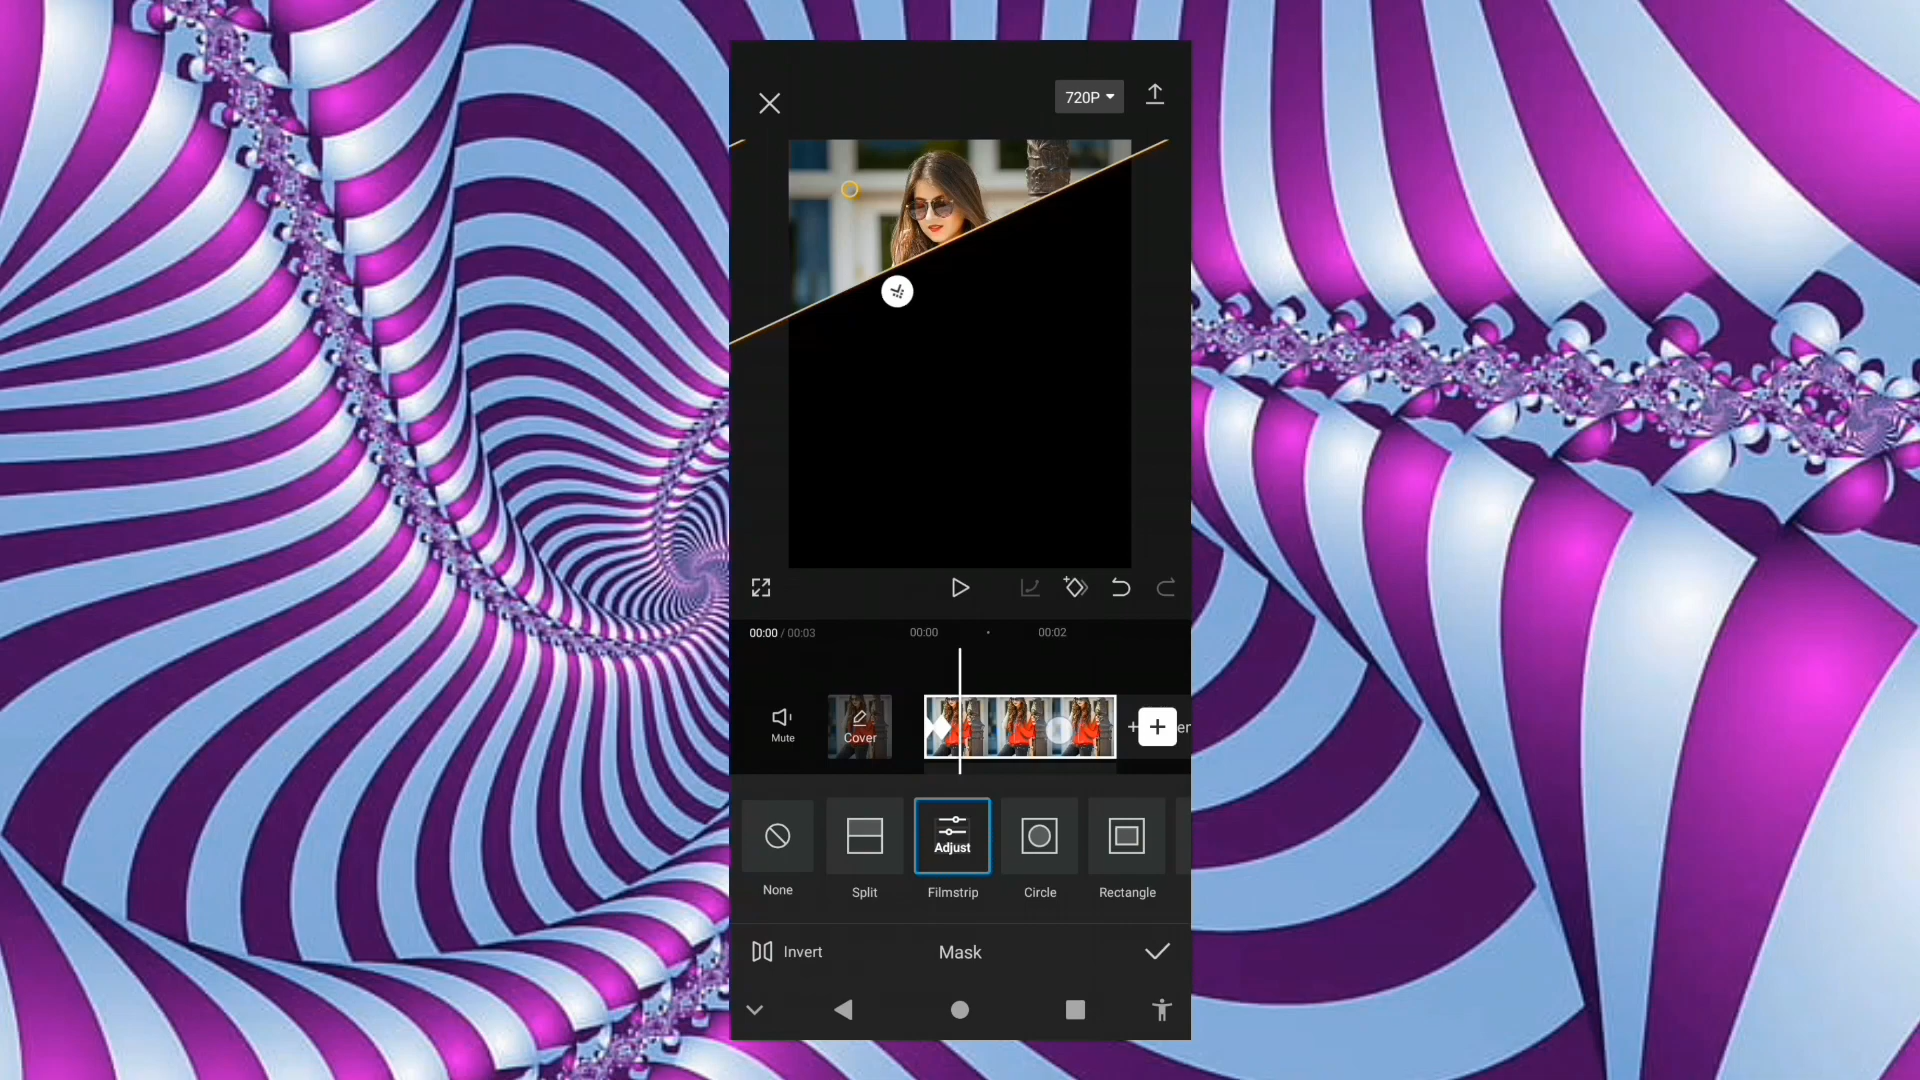 720P
00:00 / 00:03
00:00
00:02
Mute
Cover
er
Adjust
None
Split
Filmstrip
Circle
Rectangle
Invert
Mask